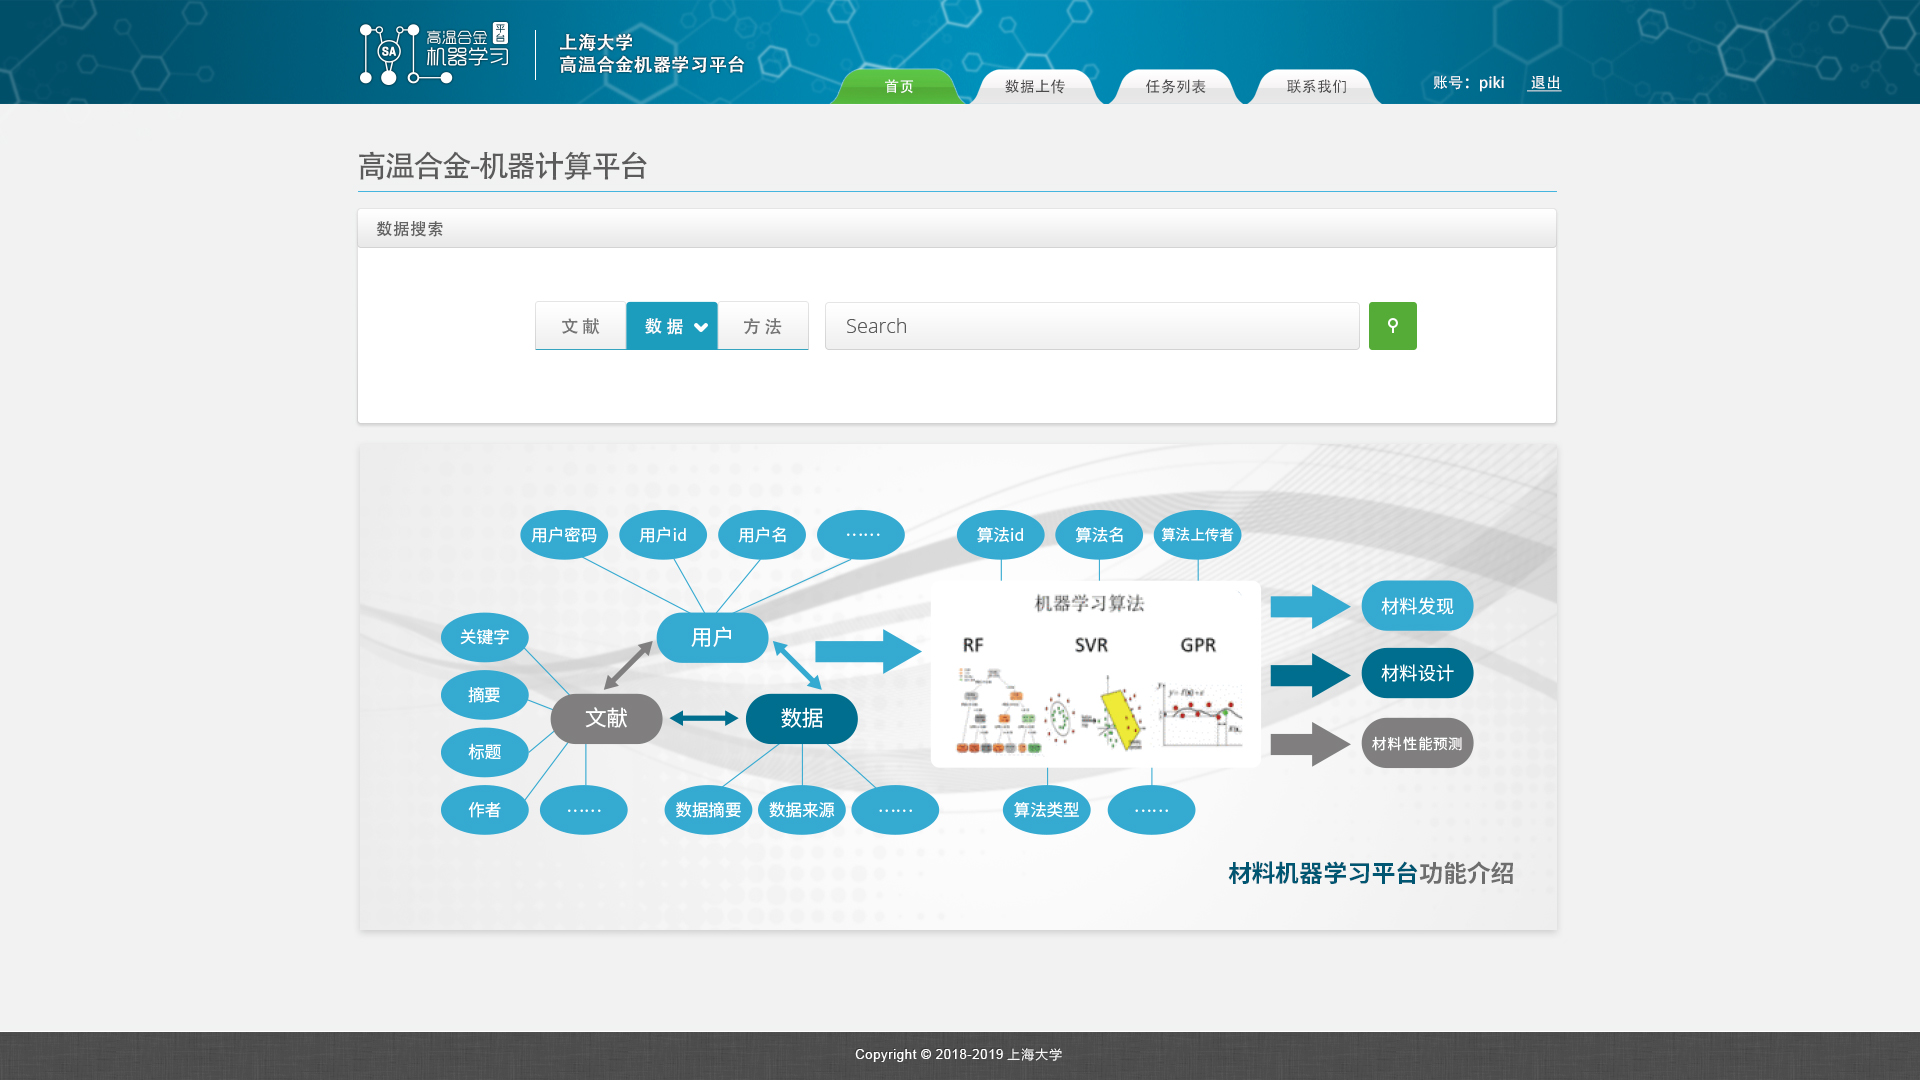 高温合金 平台
机器学习
SA
上海大学
高温合金机器学习平台
首页
数据上传
任务列表
联系我们
账号：piki
退出
高温合金-机器计算平台
数据搜索
文献
数据
方法
Search
用户密码
用户id
用户名
……
算法id
算法名
算法上传者
机器学习算法
RF
SVR
GPR
材料发现
材料设计
材料性能预测
用户
关键字
摘要
标题
作者
……
文献
数据
数据摘要
数据来源
……
算法类型
……
材料机器学习平台功能介绍
Copyright © 2018-2019 上海大学